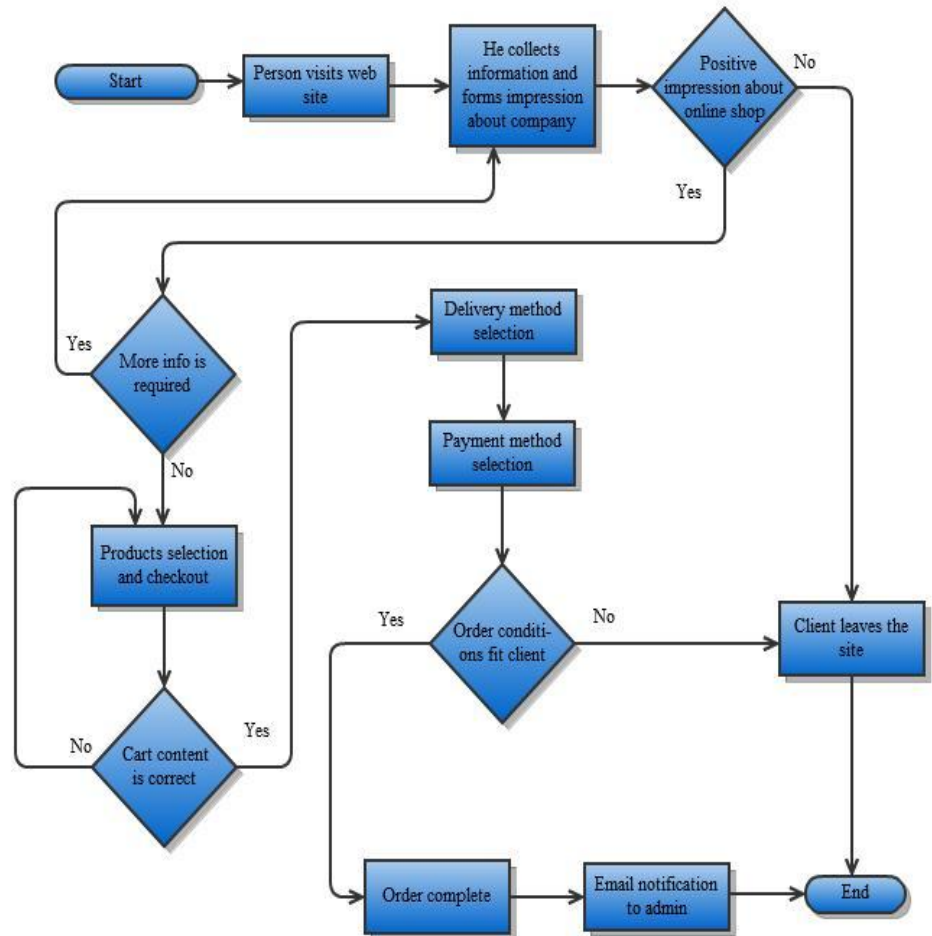 Start
Person visits web
site
He collects
information and
forms impression
about company
Positive
impression about
online shop
No
Yes
Yes
More info is
required
No
Delivery method
selection
Payment method
selection
Products selection
and checkout
Yes
Order conditi-
ons fit client
No
Client leaves the
site
No
Cart content
is correct
Yes
Order complete
Email notification
to admin
End